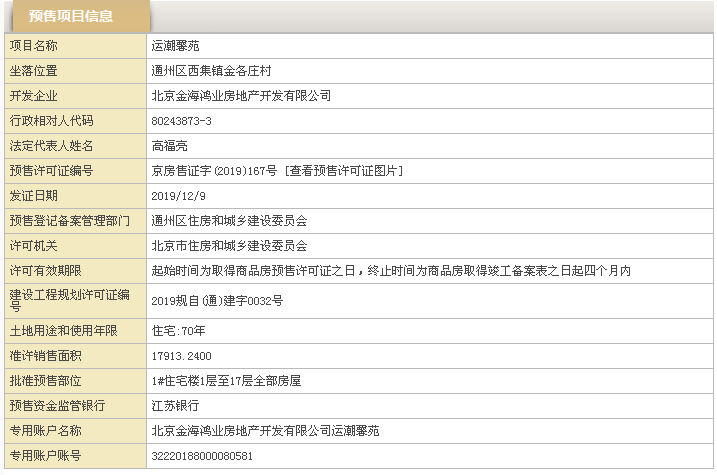 预售项目信息
项目名称 运潮馨苑
坐落位置 通州区西集镇金各庄村
开发企业 北京金海鸿业房地产开发有限公司
行政相对人代码 80243873-3
法定代表人姓名 高福亮
预售许可证编号 京房售证字(2019)167号 [查看预售许可证图片]
发证日期 2019/12/9
预售登记备案管理部门 通州区住房和城乡建设委员会
许可机关 北京市住房和城乡建设委员会
许可有效期限 起始时间为取得商品房预售许可证之日，终止时间为商品房取得竣工备案表之日起四个月内
建设工程规划许可证编
号 2019规自(通)建字0032号
土地用途和使用年限 住宅:70年
准许销售面积 17913.2400
批准预售部位 1#住宅楼1层至17层全部房屋
预售资金监管银行 江苏银行
专用账户名称 北京金海鸿业房地产开发有限公司运潮馨苑
专用账户账号 32220188000080581